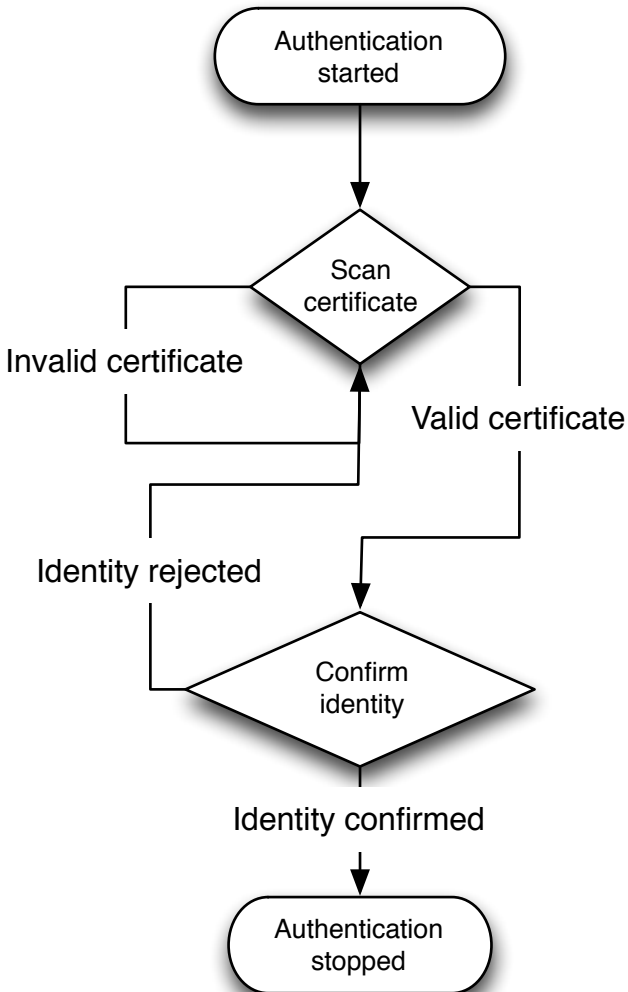 Authentication
started
Scan
certificate
Invalid certificate
Valid certificate
Identity rejected
Confirm
identity
Identity confirmed
Authentication
stopped